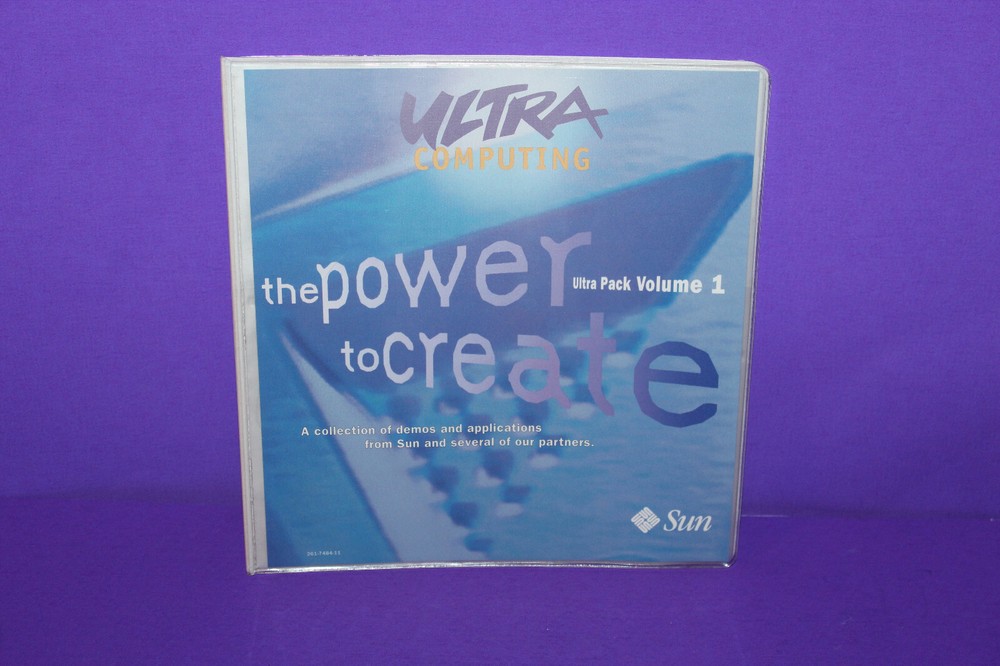 ULTRA
COMPUTING
the power
Ultra Pack Volume 1
to create
A collection of demos and applications
from Sun and several of our partners.
Sun